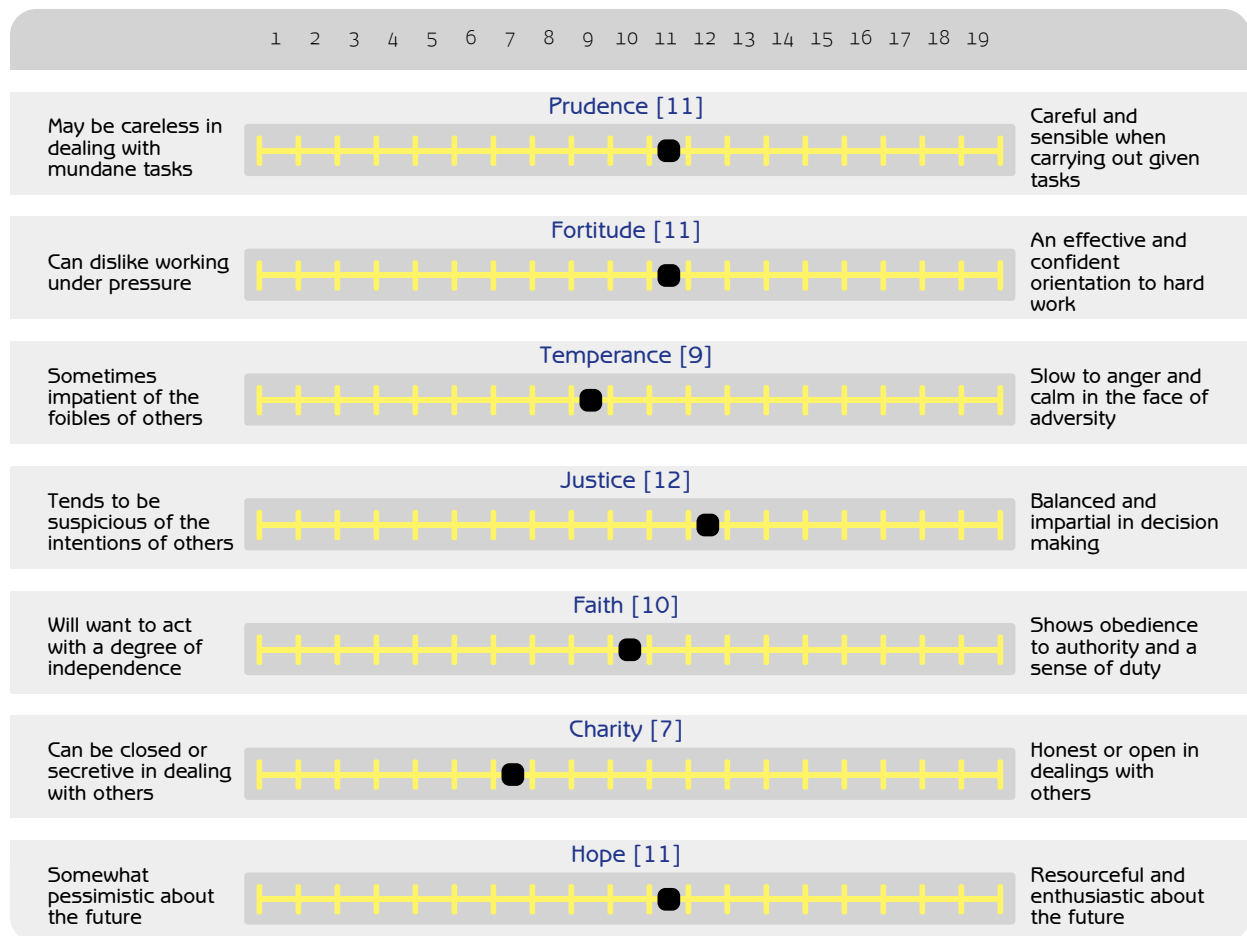 1 2 3 4 5 6 7 8 9 10 11 12 13 14 15 16 17 18 19
Prudence [11]
May be careless in
dealing with
mundane tasks
Careful and
sensible when
carrying out given
tasks
Fortitude [11]
Can dislike working
under pressure
An effective and
confident
orientation to hard
work
Temperance [9]
Sometimes
impatient of the
foibles of others
Slow to anger and
calm in the face of
adversity
Justice [12]
Tends to be
suspicious of the
intentions of others
Balanced and
impartial in decision
making
Faith [10]
Will want to act
with a degree of
independence
Shows obedience
to authority and a
sense of duty
Charity [7]
Can be closed or
secretive in dealing
with others
Honest or open in
dealings with
others
Hope [11]
Somewhat
pessimistic about
the future
Resourceful and
enthusiastic about
the future